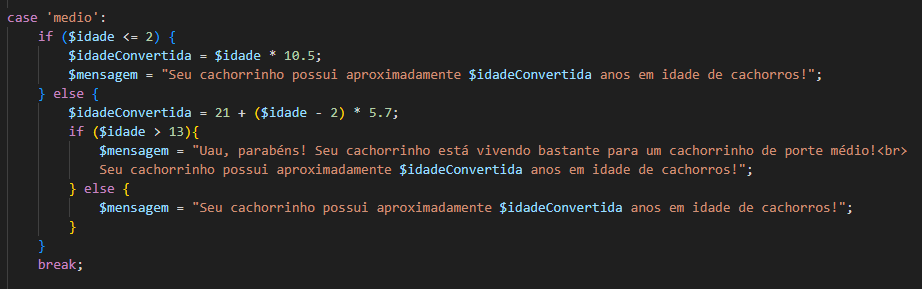 case 'medio':
if ($idade <= 2) {
$idadeConvertida = $idade * 10.5;
$mensagem = "Seu cachorrinho possui aproximadamente $idadeConvertida anos em idade de cachorros!";
} else {
$idadeConvertida = 21 + ($idade - 2) * 5.7;
if ($idade > 13){
$mensagem = "Uau, parabéns! Seu cachorrinho está vivendo bastante para um cachorrinho de porte médio!<br>
Seu cachorrinho possui aproximadamente $idadeConvertida anos em idade de cachorros!";
} else {
$mensagem = "Seu cachorrinho possui aproximadamente $idadeConvertida anos em idade de cachorros!";
}
}
break;